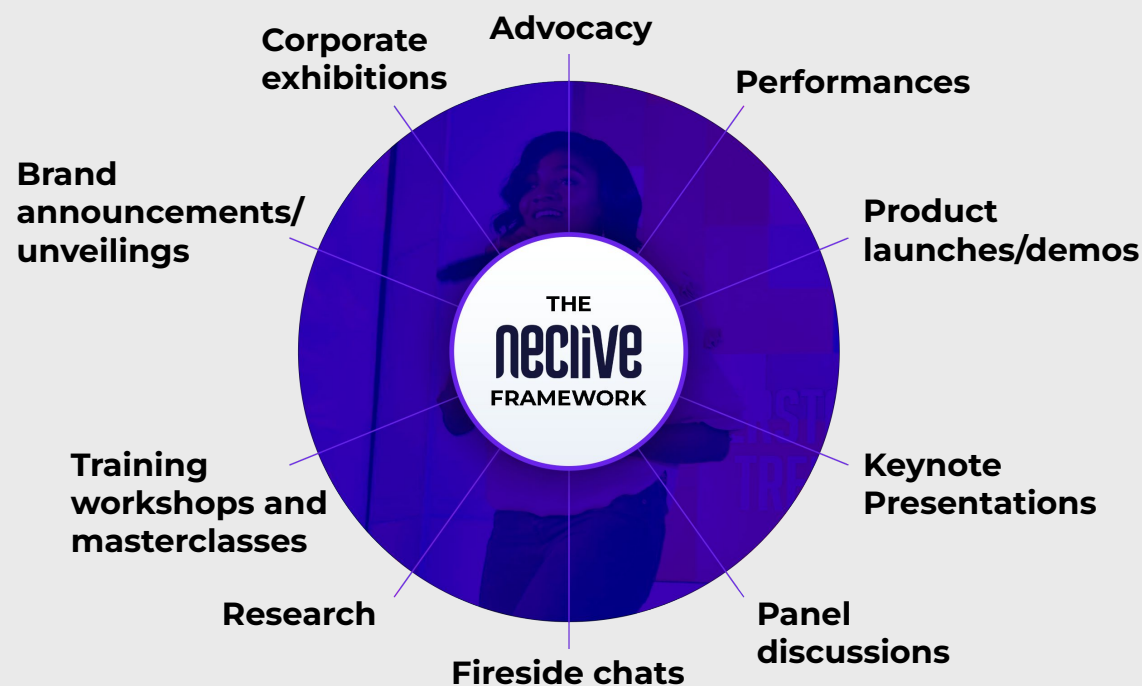 Advocacy
Performances
Product
launches/demos
Keynote
Presentations
Panel
discussions
Fireside chats
Research
Training
workshops and
masterclasses
Brand
announcements/
unveilings
Corporate
exhibitions
THE
neclive
FRAMEWORK